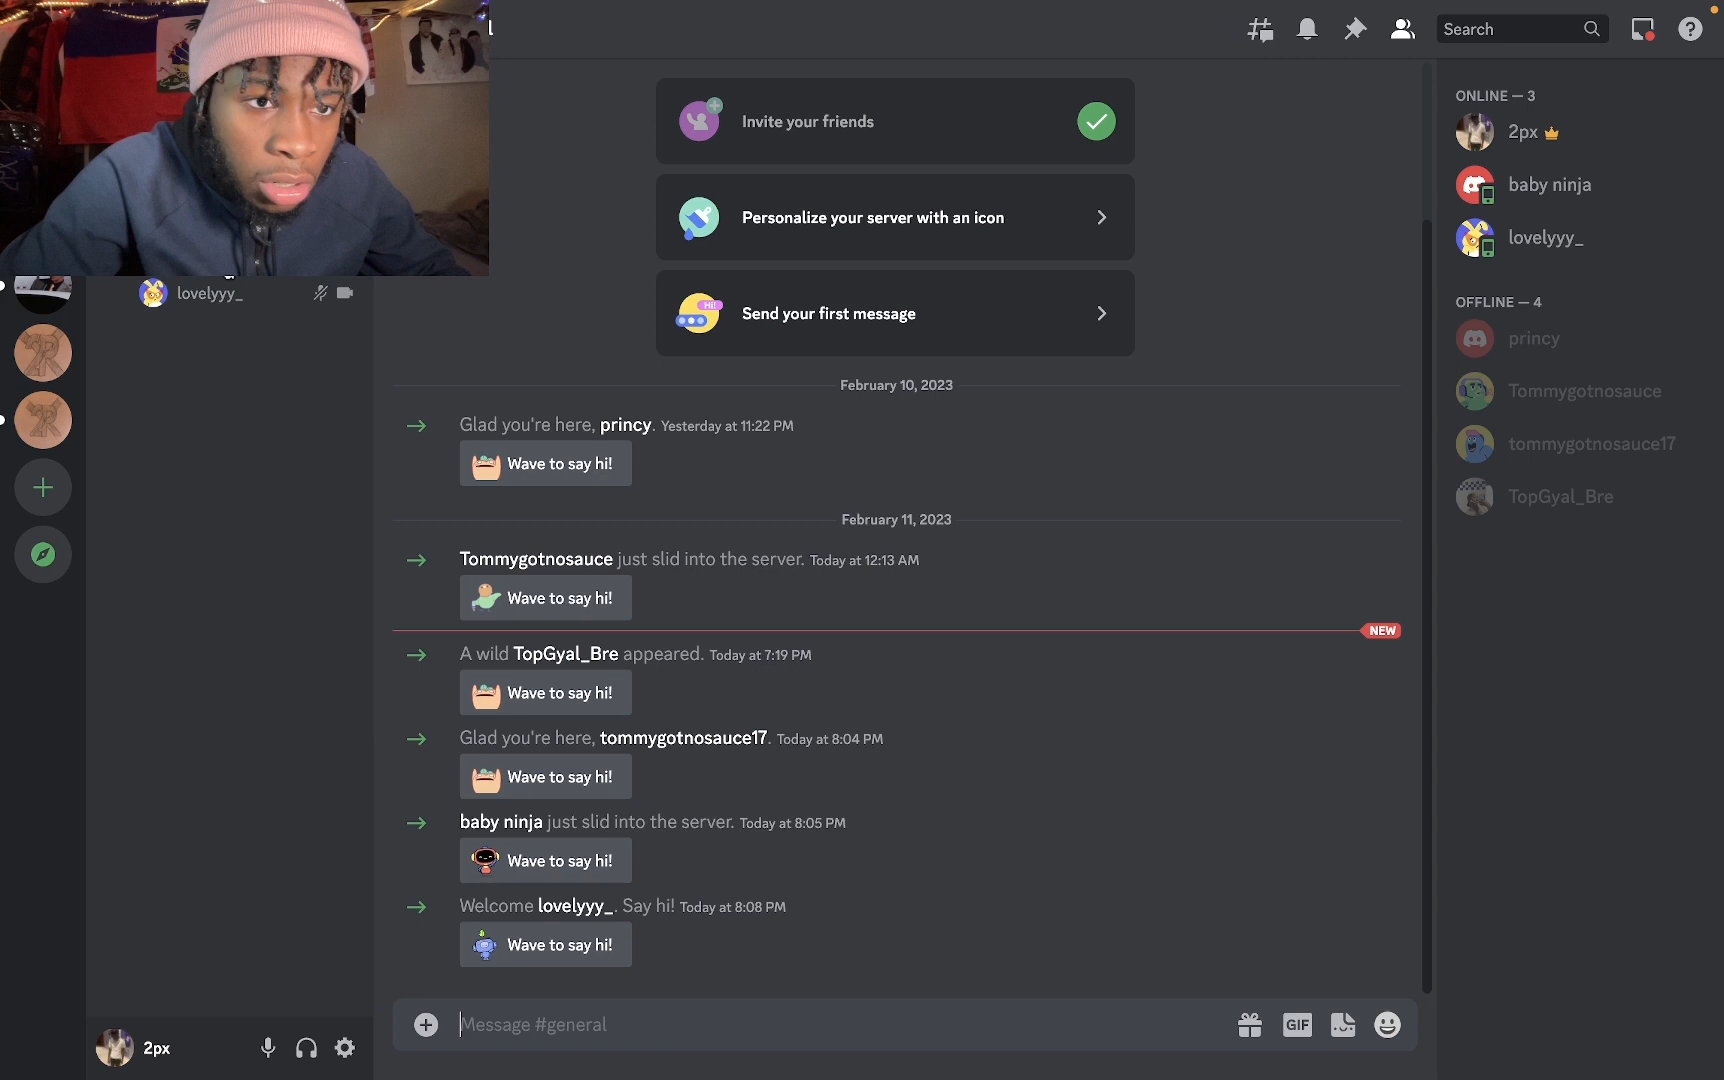 Search
ONLINE — 3
2px
baby ninja
lovelyyy_
OFFLINE — 4
princy
Tommygotnosauce
tommygotnosauce17
TopGyal_Bre
lovelyyy_
Invite your friends
Personalize your server with an icon
Hi!
Send your first message
February 10, 2023
Glad you're here, princy. Yesterday at 11:22 PM
Wave to say hi!
February 11, 2023
Tommygotnosauce just slid into the server. Today at 12:13 AM
Wave to say hi!
NEW
A wild TopGyal_Bre appeared. Today at 7:19 PM
Wave to say hi!
Glad you're here, tommygotnosauce17. Today at 8:04 PM
Wave to say hi!
baby ninja just slid into the server. Today at 8:05 PM
Wave to say hi!
Welcome lovelyyy_. Say hi! Today at 8:08 PM
Wave to say hi!
Message #general
GIF
2px